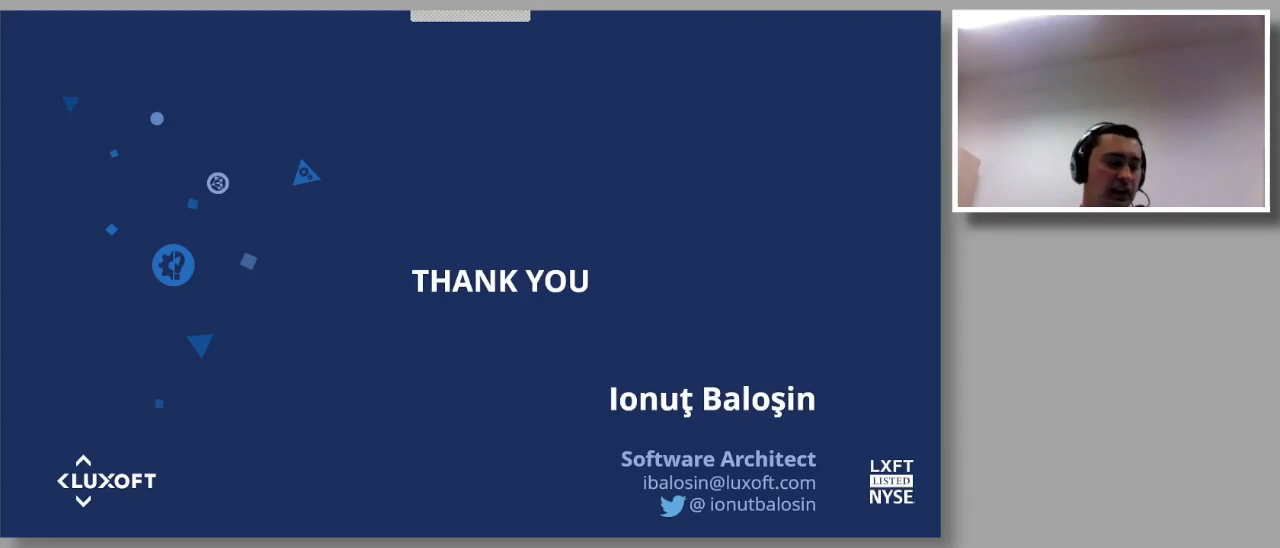 THANK YOU
Ionuţ Baloşin
Software Architect
ibalosin@luxoft.com
@ ionutbalosin
LUXOFT
LXFT
LISTED
NYSE